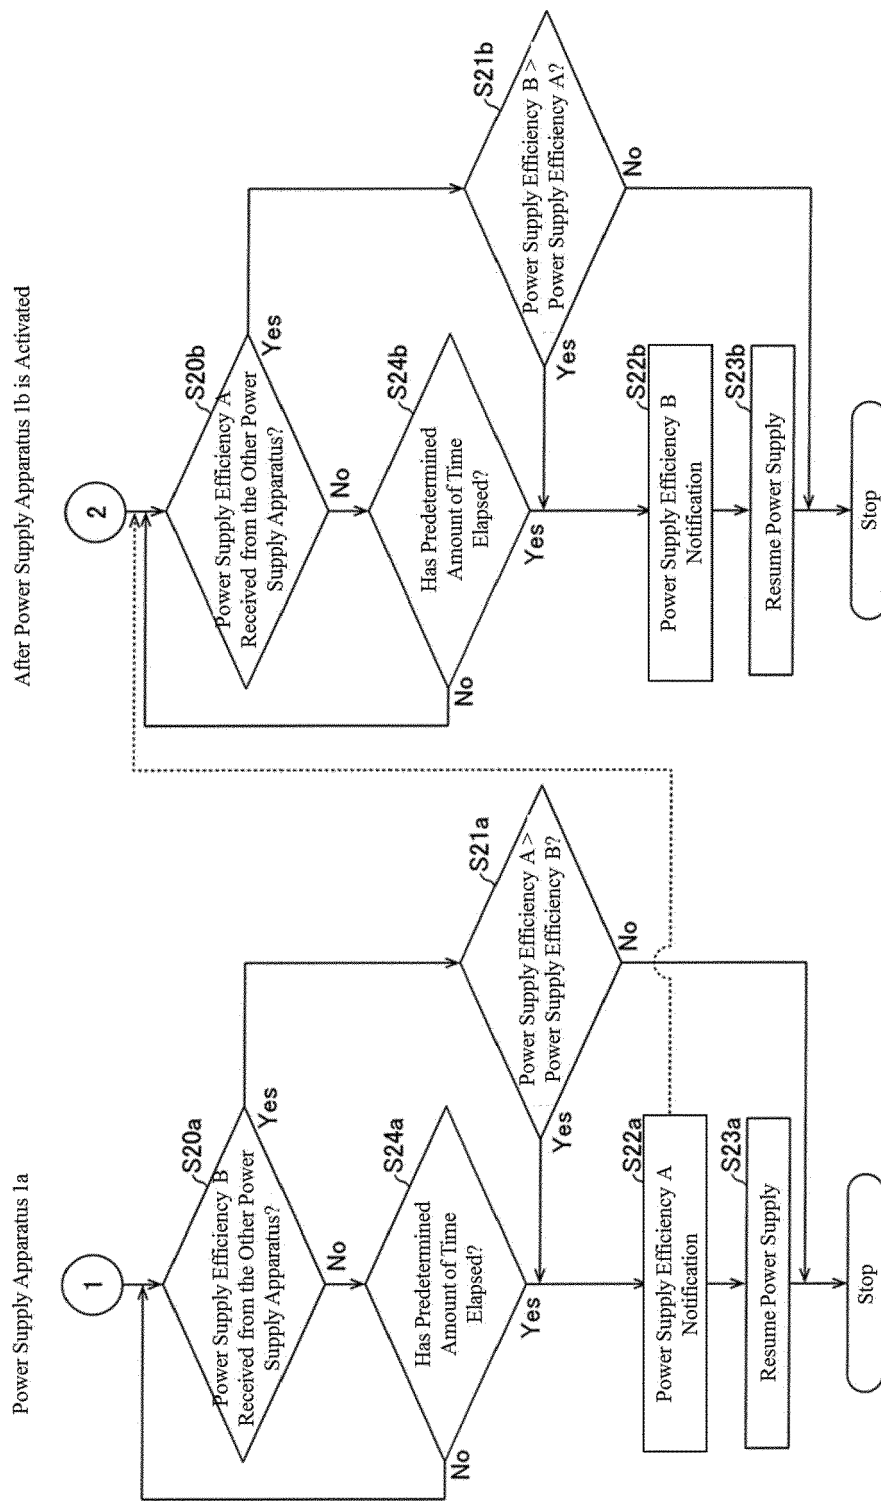 Power Supply Apparatus 1a
1
S20a
Power Supply Efficiency B
Received from the Other Power
Supply Apparatus?
Yes
No
S24a
Has Predetermined
Amount of Time
Elapsed?
No
Yes
S21a
Power Supply Efficiency A >
Power Supply Efficiency B?
Yes
No
S22a
Power Supply Efficiency A
Notification
S23a
Resume Power Supply
Stop
After Power Supply Apparatus 1b is Activated
2
S20b
Power Supply Efficiency A
Received from the Other Power
Supply Apparatus?
Yes
No
S24b
Has Predetermined
Amount of Time
Elapsed?
No
Yes
S21b
Power Supply Efficiency B >
Power Supply Efficiency A?
Yes
No
S22b
Power Supply Efficiency B
Notification
S23b
Resume Power Supply
Stop